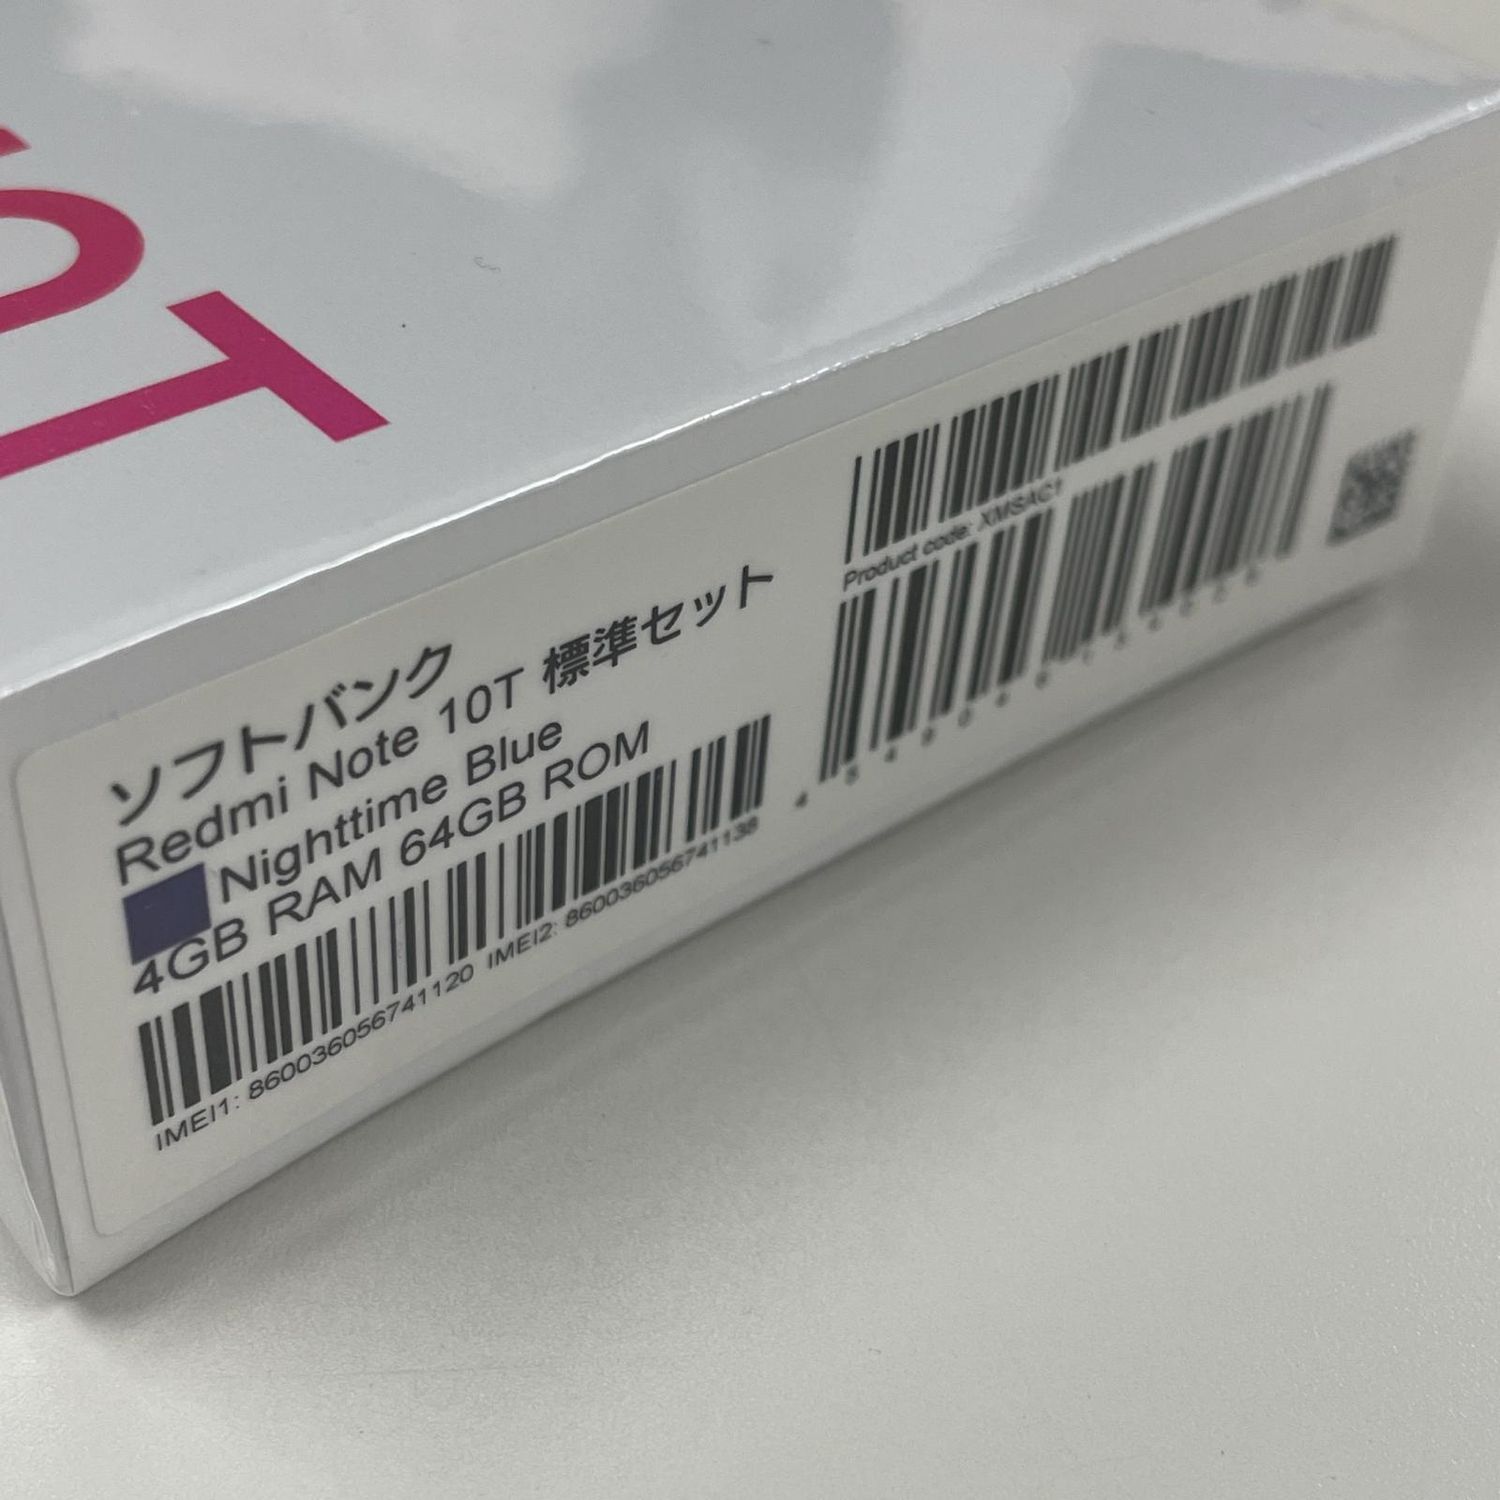 0T
ソフトバンク
Redmi Note 10T 標準セット
Nighttime Blue
4GB RAM 64GB ROM
IMEI1: 860036056741120 IMEI2: 860036056741138
Product code: XMSAC1